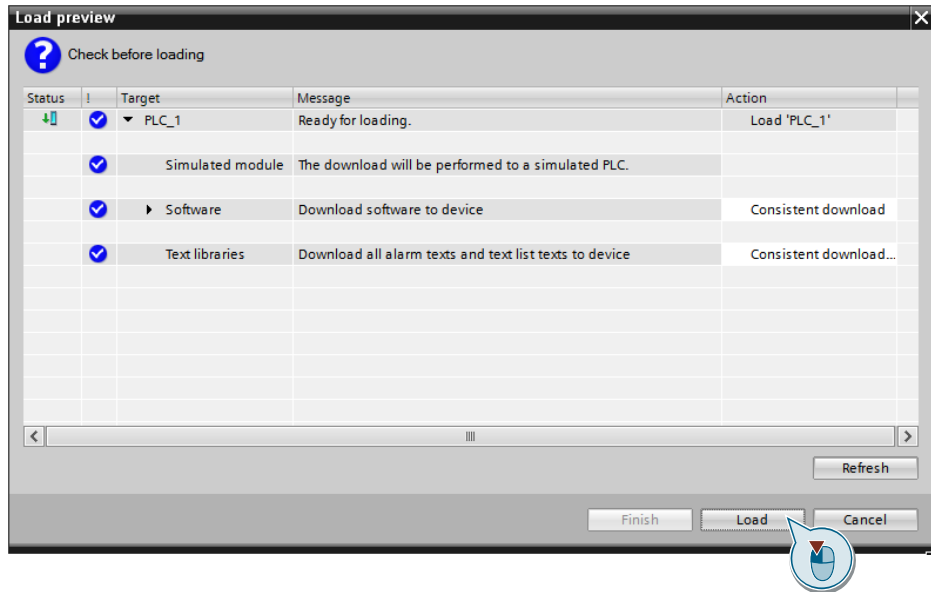 Load preview
Check before loading
Status ! Target Message Action
PLC_1 Ready for loading. Load 'PLC_1'
Simulated module The download will be performed to a simulated PLC.
Software Download software to device Consistent download
Text libraries Download all alarm texts and text list texts to device Consistent download...
Refresh
Finish Load Cancel